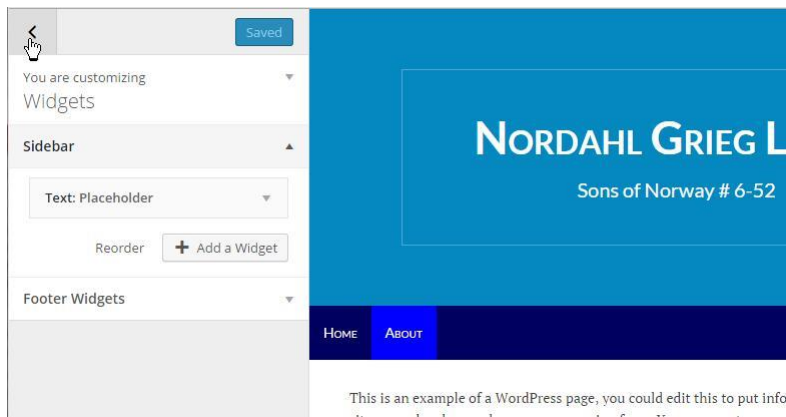 Saved
You are customizing
Widgets
Sidebar
Text: Placeholder
Reorder
Add a Widget
Footer Widgets
NORDAHL GRIEG L
Sons of Norway # 6-52
HOME ABOUT
This is an example of a WordPress page, you could edit this to put info